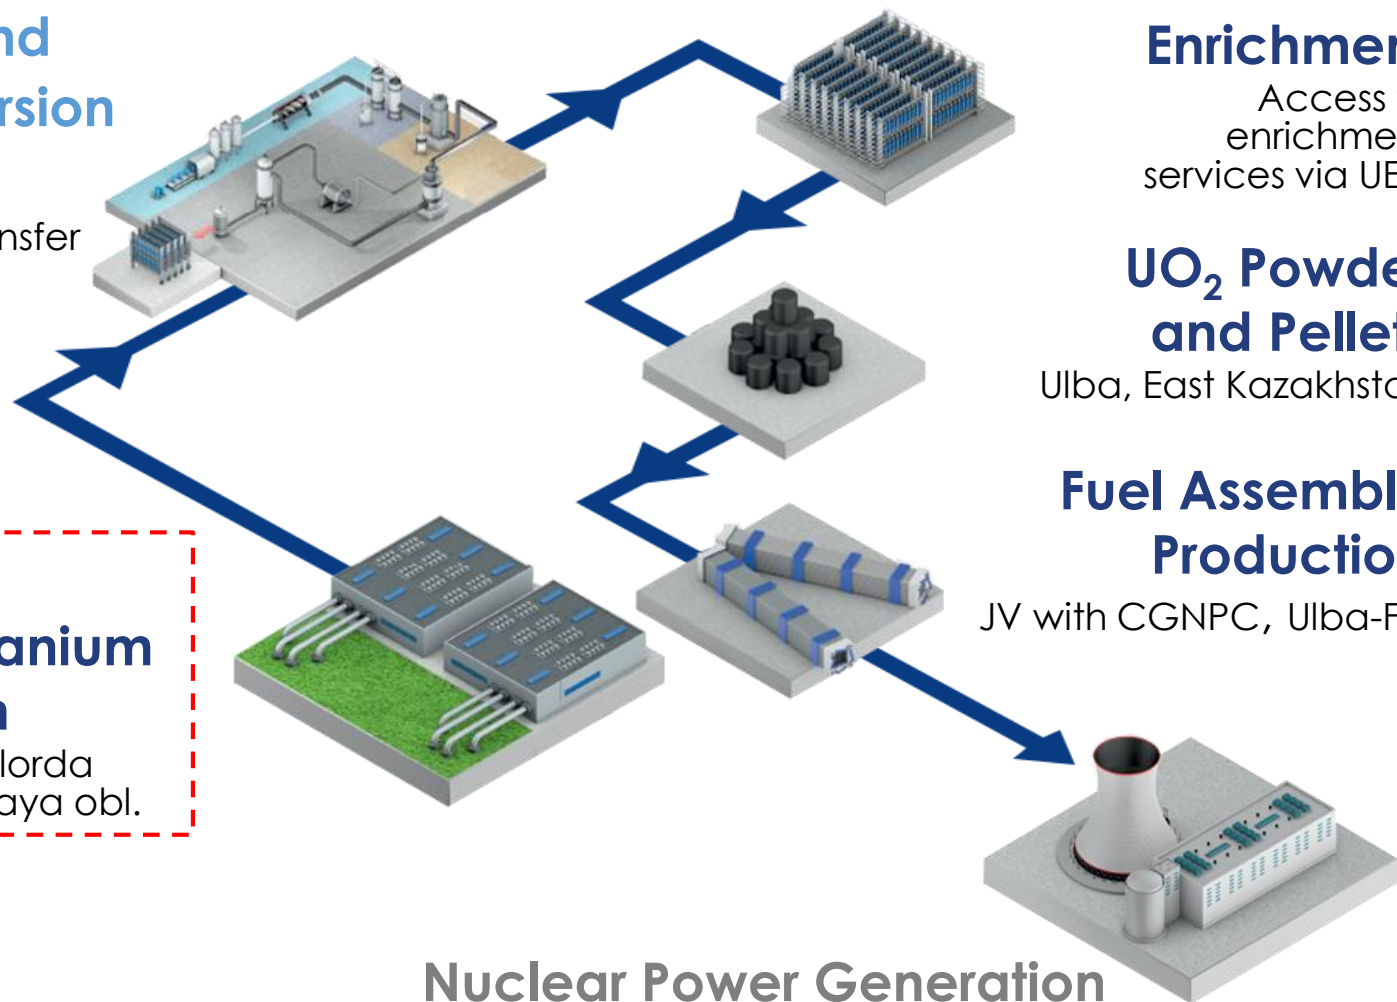 nd
rsion
nsfer
anium
n
lorda
aya obl.
Enrichmen
Access
enrichme
services via UE
UO₂ Powde
and Pellet
Ulba, East Kazakhsta
Fuel Assembl
Productio
JV with CGNPC, Ulba-F
Nuclear Power Generation